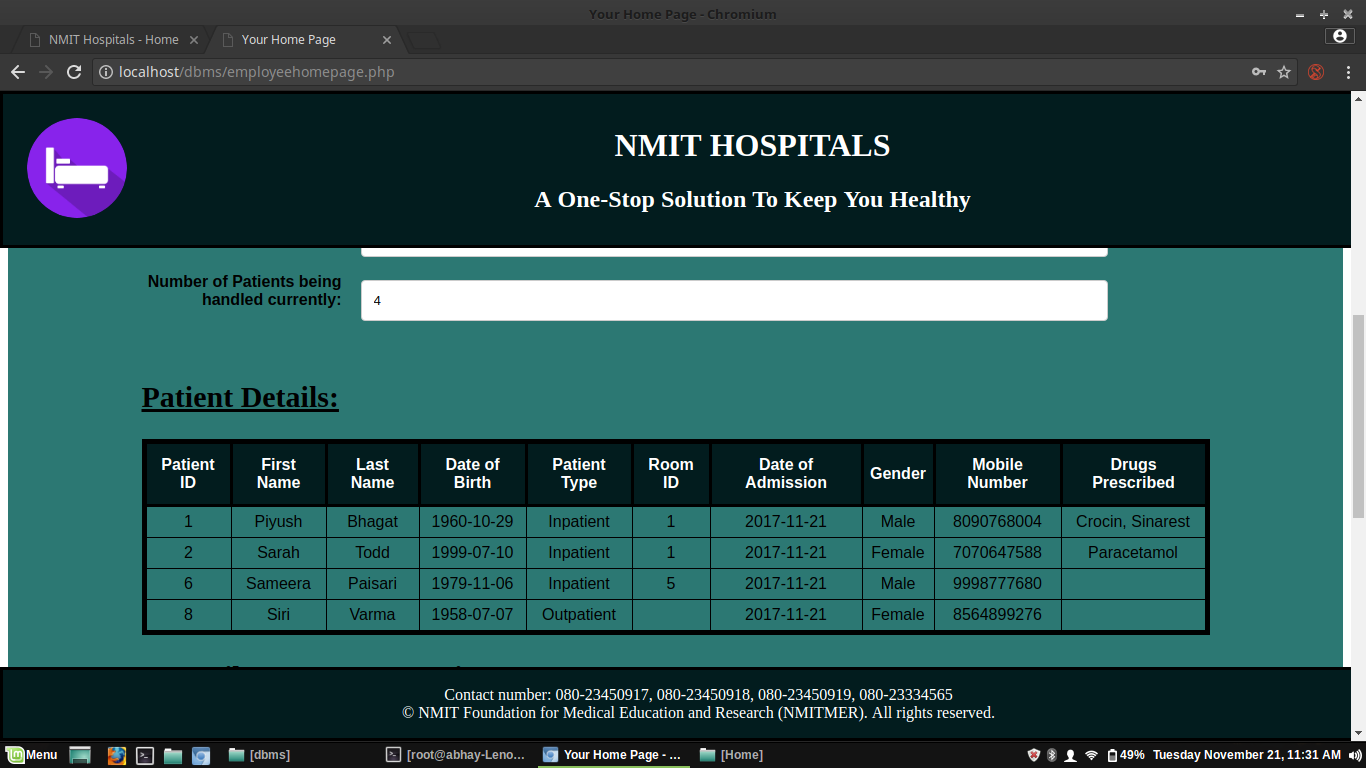 Your Home Page - Chromium
NMIT Hospitals - Home
Your Home Page
localhost/dbms/employeehomepage.php
NMIT HOSPITALS
A One-Stop Solution To Keep You Healthy
Number of Patients being
handled currently:
4
Patient Details:
Patient ID First Name Last Name Date of Birth Patient Type Room ID Date of Admission Gender Mobile Number Drugs Prescribed
1 Piyush Bhagat 1960-10-29 Inpatient 1 2017-11-21 Male 8090768004 Crocin, Sinarest
2 Sarah Todd 1999-07-10 Inpatient 1 2017-11-21 Female 7070647588 Paracetamol
6 Sameera Paisari 1979-11-06 Inpatient 5 2017-11-21 Male 9998777680
8 Siri Varma 1958-07-07 Outpatient 2017-11-21 Female 8564899276
Contact number: 080-23450917, 080-23450918, 080-23450919, 080-23334565
© NMIT Foundation for Medical Education and Research (NMITMER). All rights reserved.
Menu [dbms] [root@abhay-Leno... Your Home Page - ... [Home] 49% Tuesday November 21, 11:31 AM